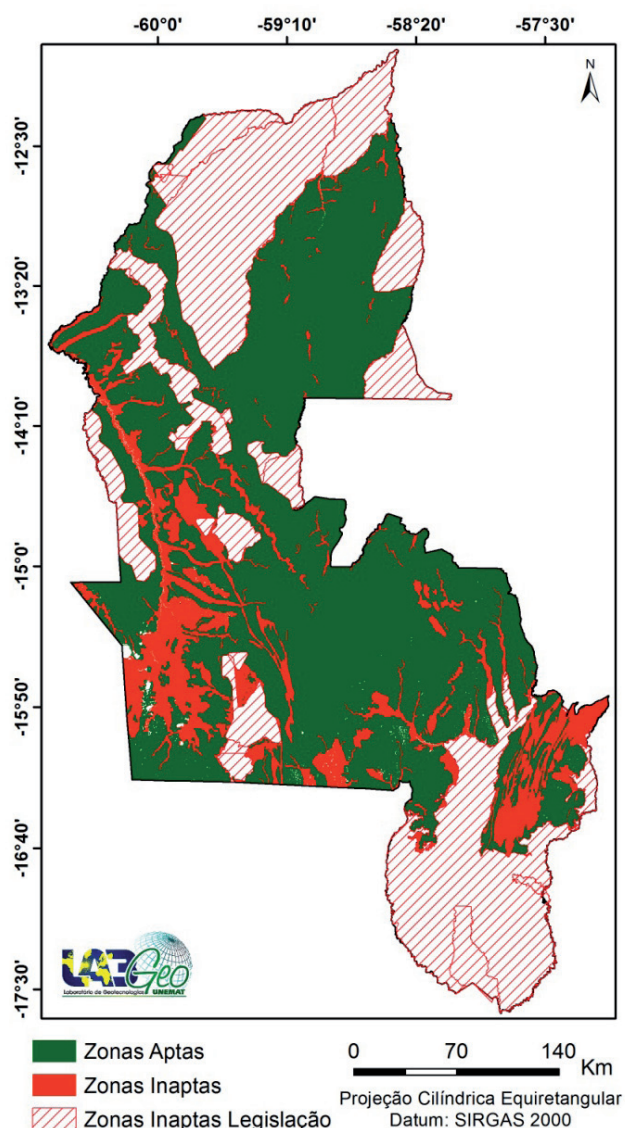 -60°0' -59°10' -58°20' -57°30'
N
-12°30'
-13°20'
-14°10'
-15°0'
-15°50'
-16°40'
-17°30'
LABGeo
Laboratório de Geotecnologias UNEMAT
Zonas Aptas
Zonas Inaptas
Zonas Inaptas Legislação
0 70 140
Km
Projeção Cilíndrica Equiretangular
Datum: SIRGAS 2000